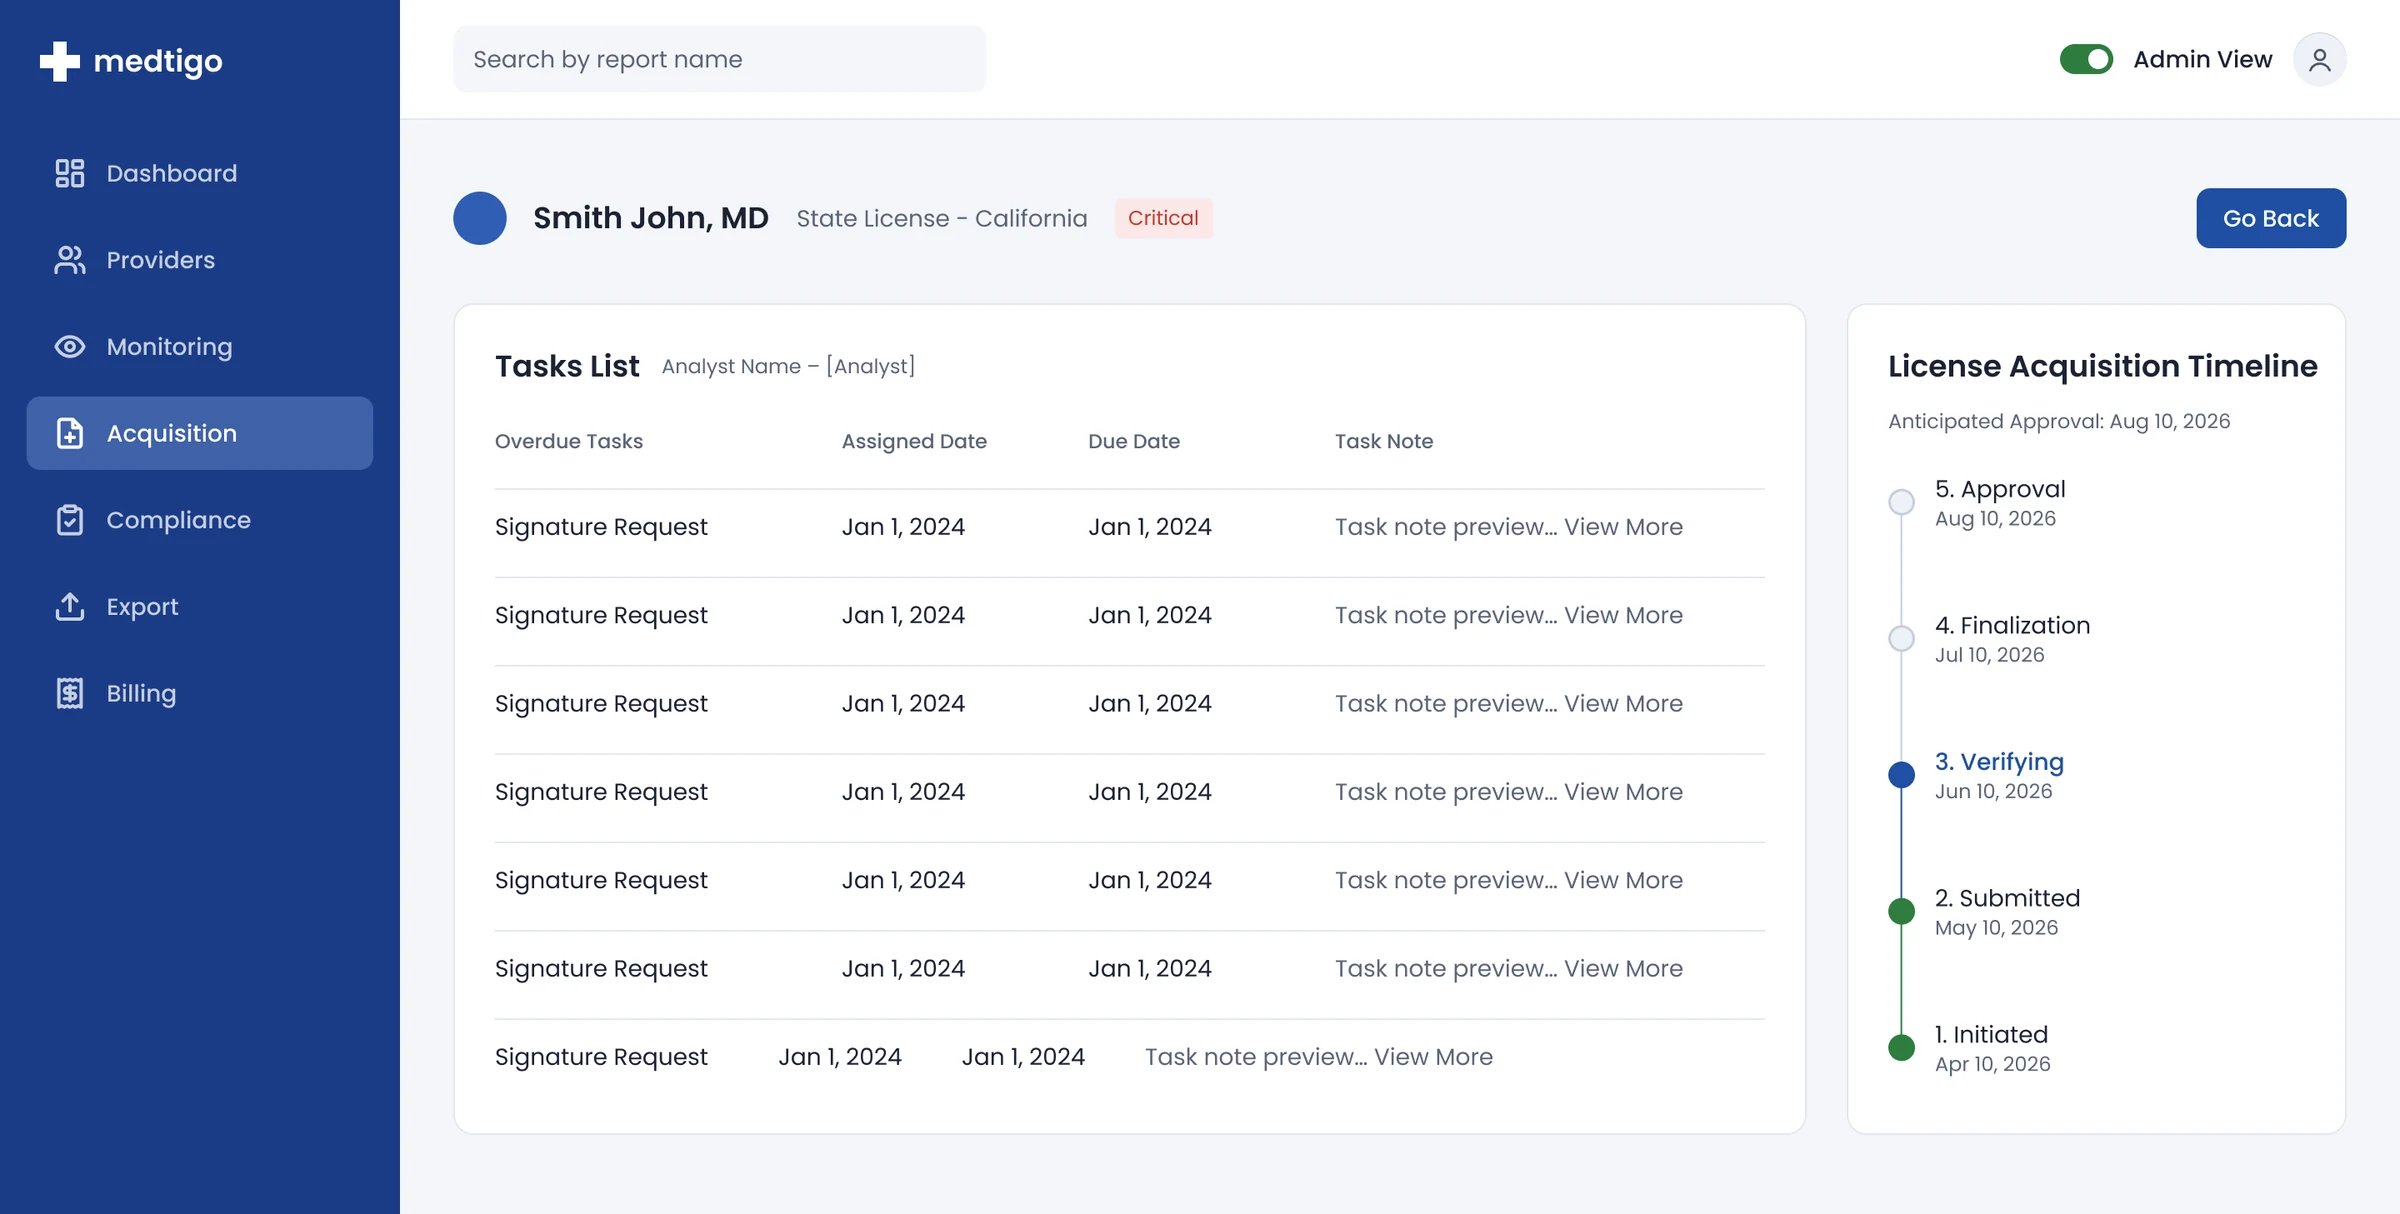 medtigo
Search by report name
Admin View
Dashboard
Providers
Monitoring
Acquisition
Compliance
Export
Billing
Smith John, MD State License - California Critical
Go Back
Tasks List Analyst Name – [Analyst]
Overdue Tasks Assigned Date Due Date Task Note
Signature Request Jan 1, 2024 Jan 1, 2024 Task note preview... View More
Signature Request Jan 1, 2024 Jan 1, 2024 Task note preview... View More
Signature Request Jan 1, 2024 Jan 1, 2024 Task note preview... View More
Signature Request Jan 1, 2024 Jan 1, 2024 Task note preview... View More
Signature Request Jan 1, 2024 Jan 1, 2024 Task note preview... View More
Signature Request Jan 1, 2024 Jan 1, 2024 Task note preview... View More
Signature Request Jan 1, 2024 Jan 1, 2024 Task note preview... View More
License Acquisition Timeline
Anticipated Approval: Aug 10, 2026
5. Approval
Aug 10, 2026
4. Finalization
Jul 10, 2026
3. Verifying
Jun 10, 2026
2. Submitted
May 10, 2026
1. Initiated
Apr 10, 2026